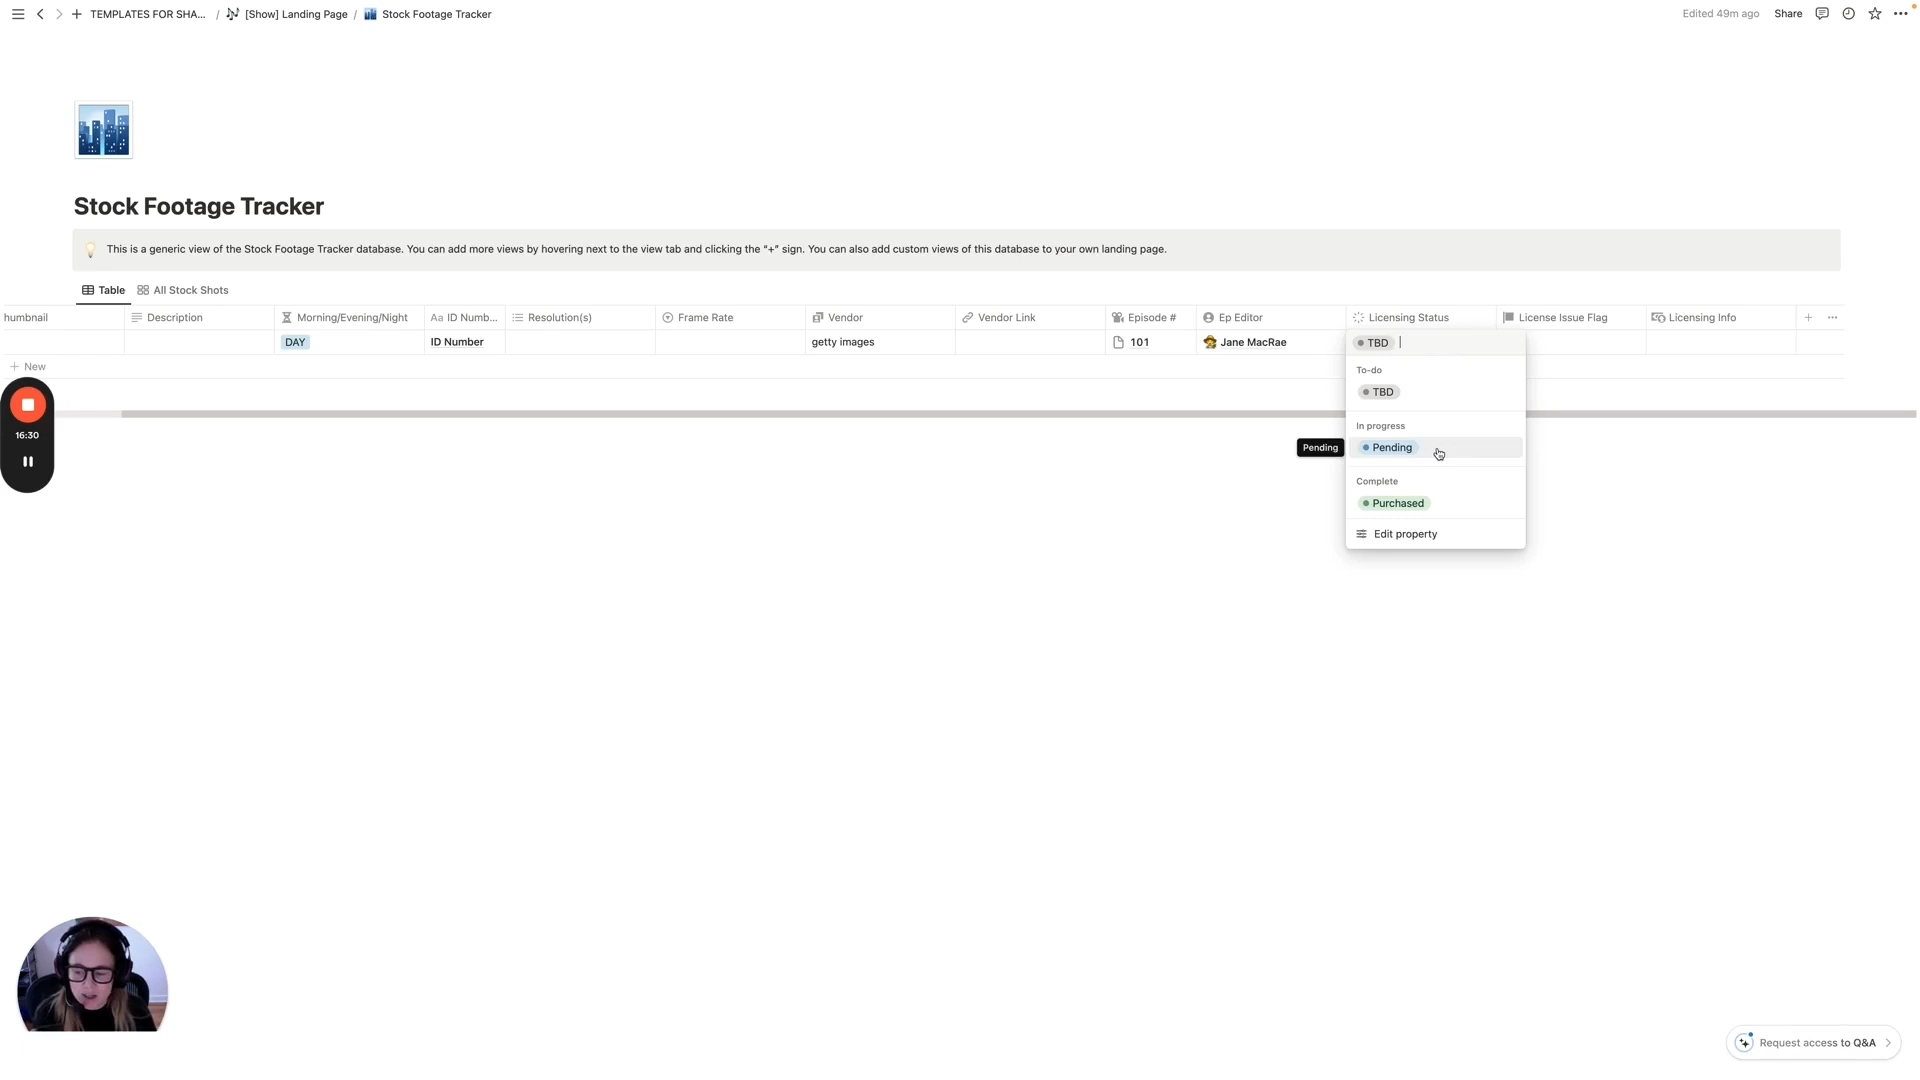 TEMPLATES FOR SHA... / [Show] Landing Page / Stock Footage Tracker
Edited 49m ago Share
Stock Footage Tracker
This is a generic view of the Stock Footage Tracker database. You can add more views by hovering next to the view tab and clicking the "+" sign. You can also add custom views of this database to your own landing page.
Table All Stock Shots
humbnail Description Morning/Evening/Night Aa ID Numb... Resolution(s) Frame Rate Vendor Vendor Link Episode # Ep Editor Licensing Status License Issue Flag Licensing Info
DAY ID Number getty images 101 Jane MacRae TBD
+ New
To-do
TBD
16:30
In progress
Pending Pending
Complete
Purchased
Edit property
Request access to Q&A